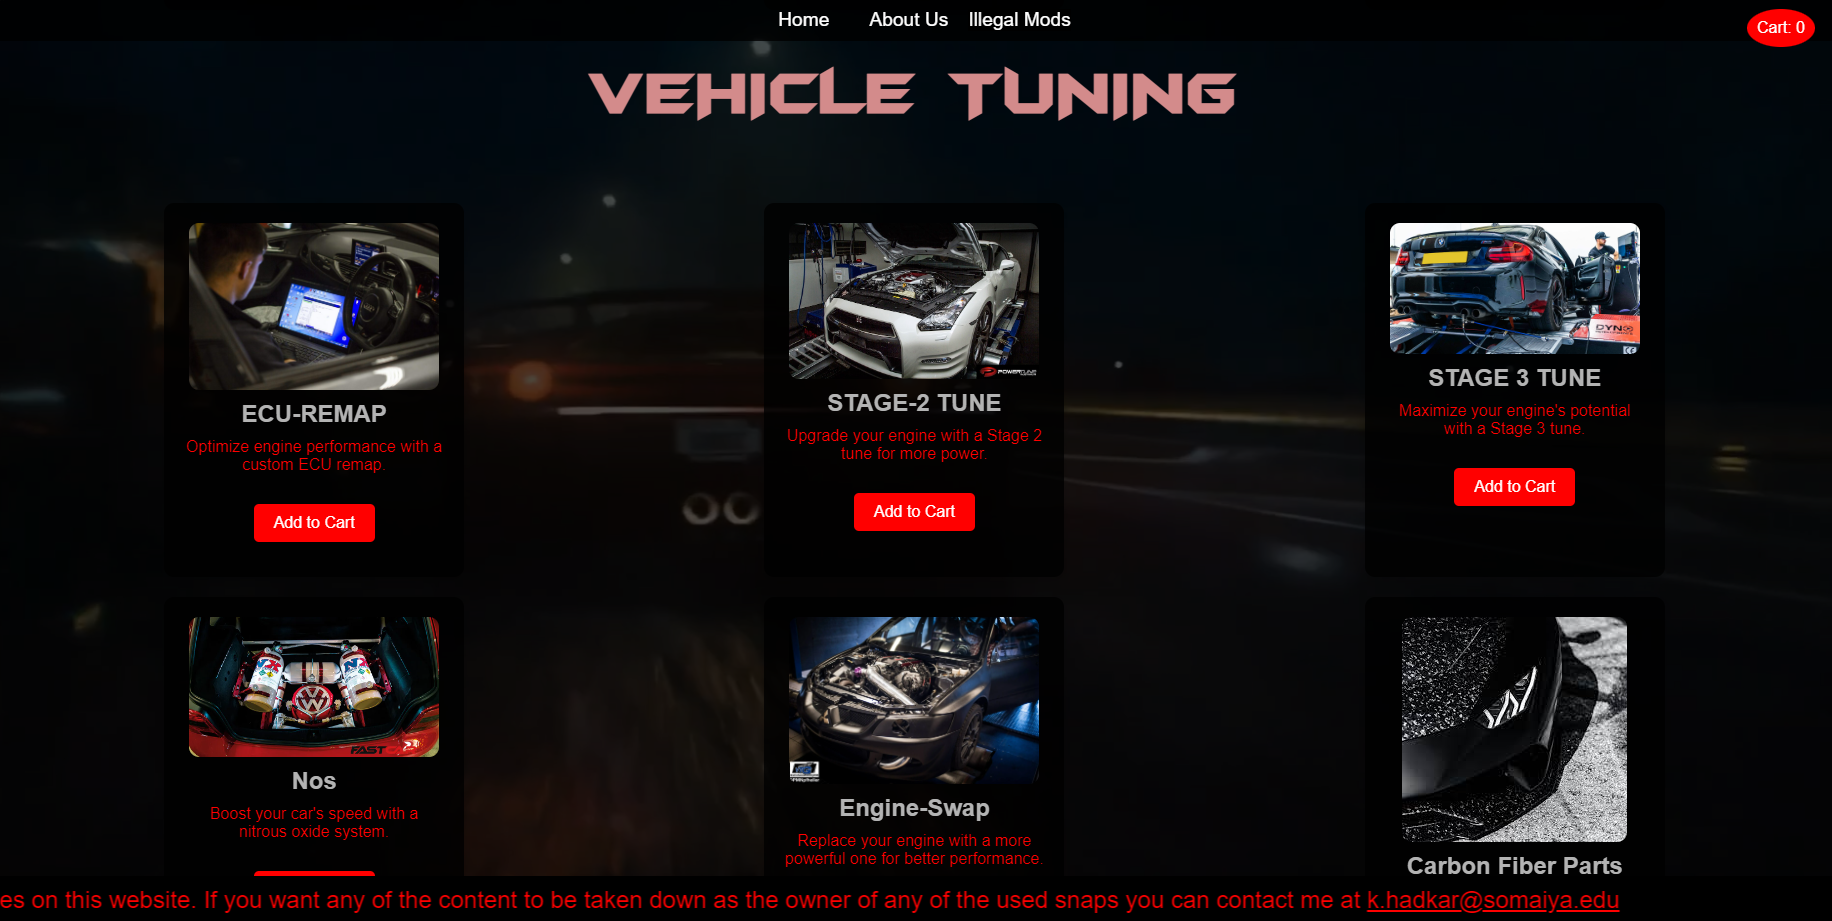 Home About Us Illegal Mods
Cart: 0
VEHICLE TUNING
DYNO
POWERTUNE
ECU-REMAP
Optimize engine performance with a
custom ECU remap.
Add to Cart
STAGE-2 TUNE
Upgrade your engine with a Stage 2
tune for more power.
Add to Cart
STAGE 3 TUNE
Maximize your engine's potential
with a Stage 3 tune.
Add to Cart
NX
NX
FAST
Nos
Boost your car's speed with a
nitrous oxide system.
Engine-Swap
Replace your engine with a more
powerful one for better performance.
Carbon Fiber Parts
es on this website. If you want any of the content to be taken down as the owner of any of the used snaps you can contact me at k.hadkar@somaiya.edu